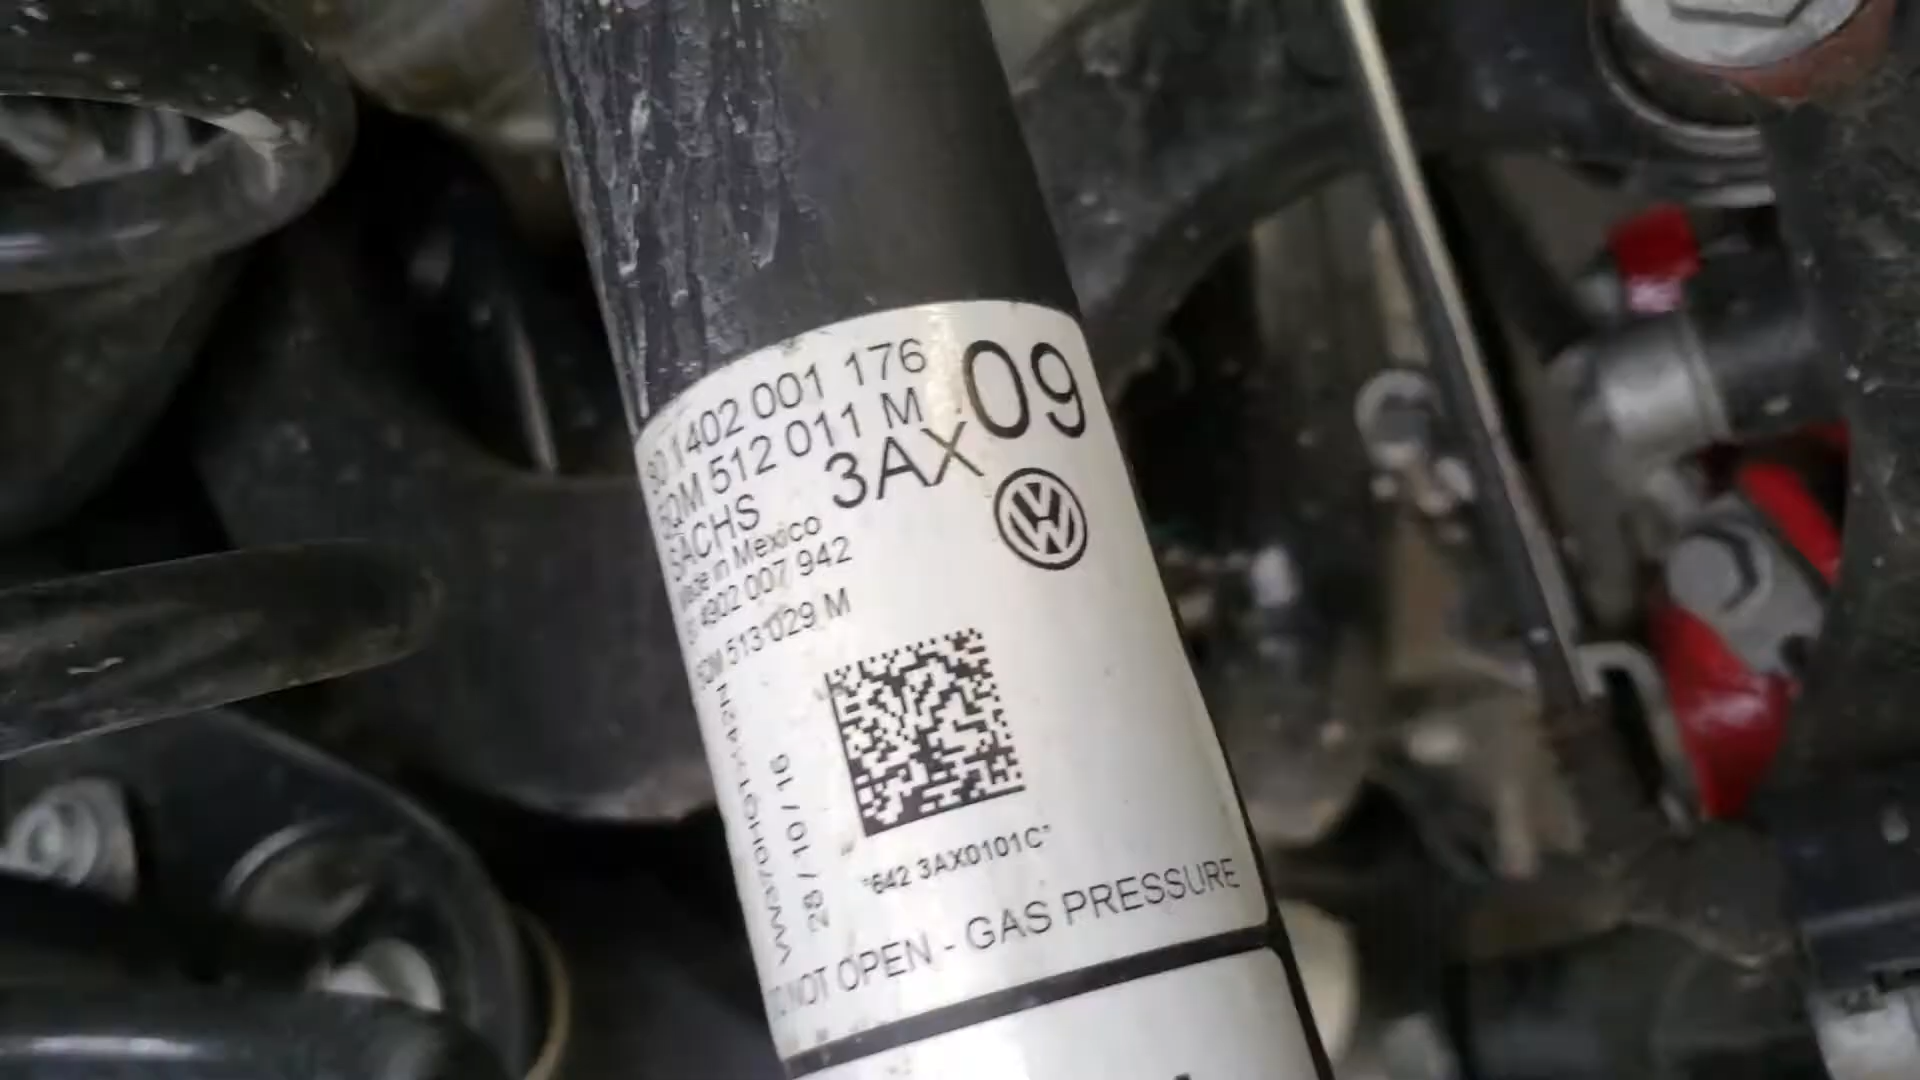 1402 001 176
5QM 512 011 M
09
3AX
SACHS
Made in Mexico
4902 007 942
5QM 513 029 M
28 / 10 / 16
*642 3AX0101C*
DO NOT OPEN - GAS PRESSURE